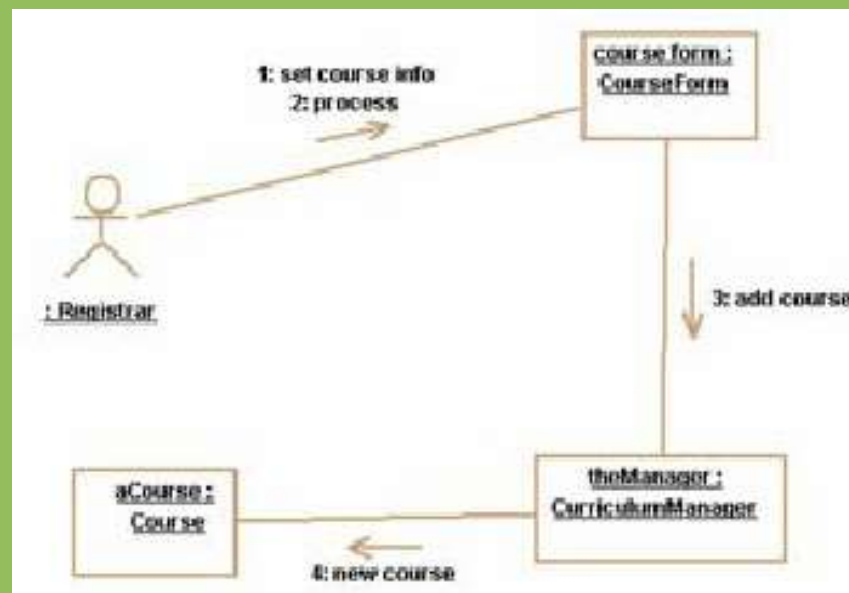 1: set course info
2: process
course form :
CourseForm
: Registrar
3: add course
theManager :
CurriculumManager
aCourse :
Course
4: new course